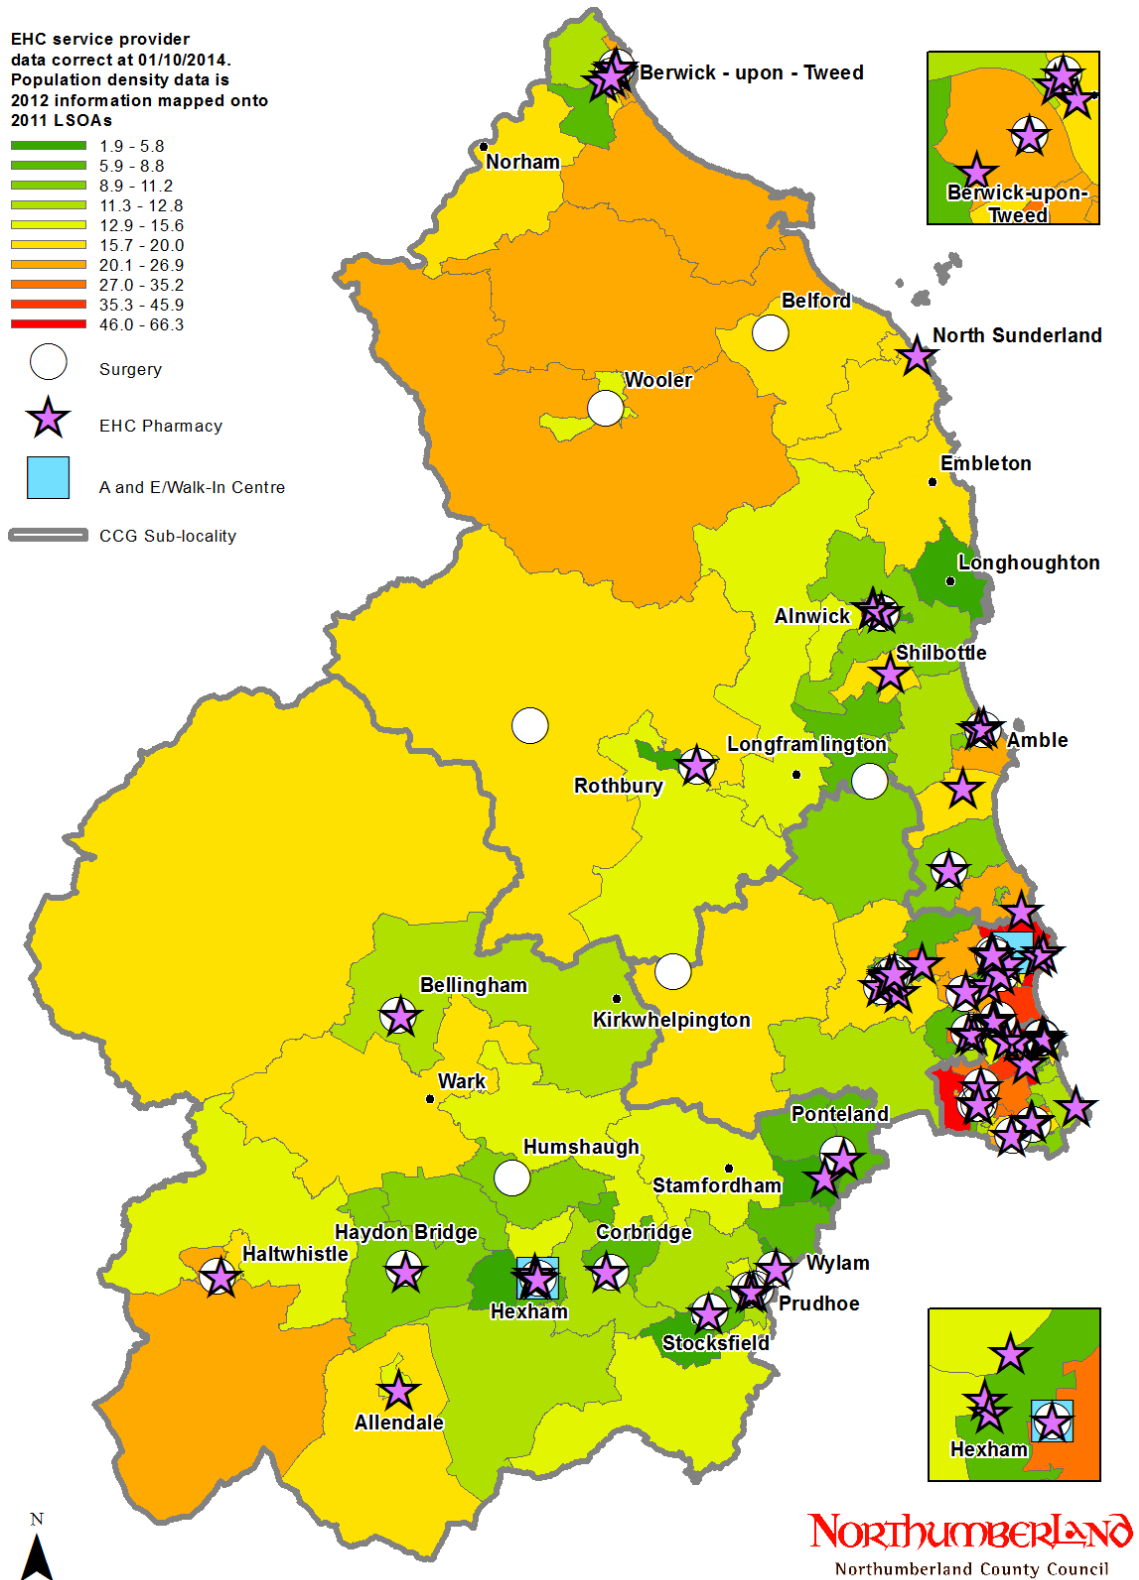 EHC service provider
data correct at 01/10/2014.
Population density data is
2012 information mapped onto
2011 LSOAs
1.9 - 5.8
5.9 - 8.8
8.9 - 11.2
11.3 - 12.8
12.9 - 15.6
15.7 - 20.0
20.1 - 26.9
27.0 - 35.2
35.3 - 45.9
46.0 - 66.3
Surgery
EHC Pharmacy
A and E/Walk-In Centre
CCG Sub-locality
Berwick - upon - Tweed
Norham
Berwick-upon-
Tweed
Belford
North Sunderland
Wooler
Embleton
Longhoughton
Alnwick
Shilbottle
Longframlington
Amble
Rothbury
Bellingham
Kirkwhelpington
Wark
Ponteland
Humshaugh
Stamfordham
Haydon Bridge
Corbridge
Haltwhistle
Wylam
Hexham
Prudhoe
Stocksfield
Allendale
Hexham
N
NORTHUMBERLAND
Northumberland County Council